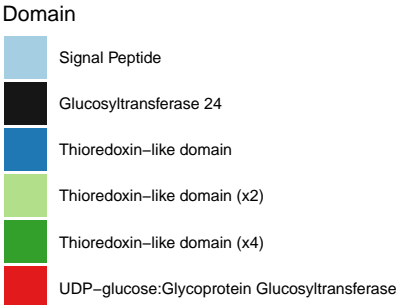 Domain
Signal Peptide
Glucosyltransferase 24
Thioredoxin−like domain
Thioredoxin−like domain (x2)
Thioredoxin−like domain (x4)
UDP−glucose:Glycoprotein Glucosyltransferase